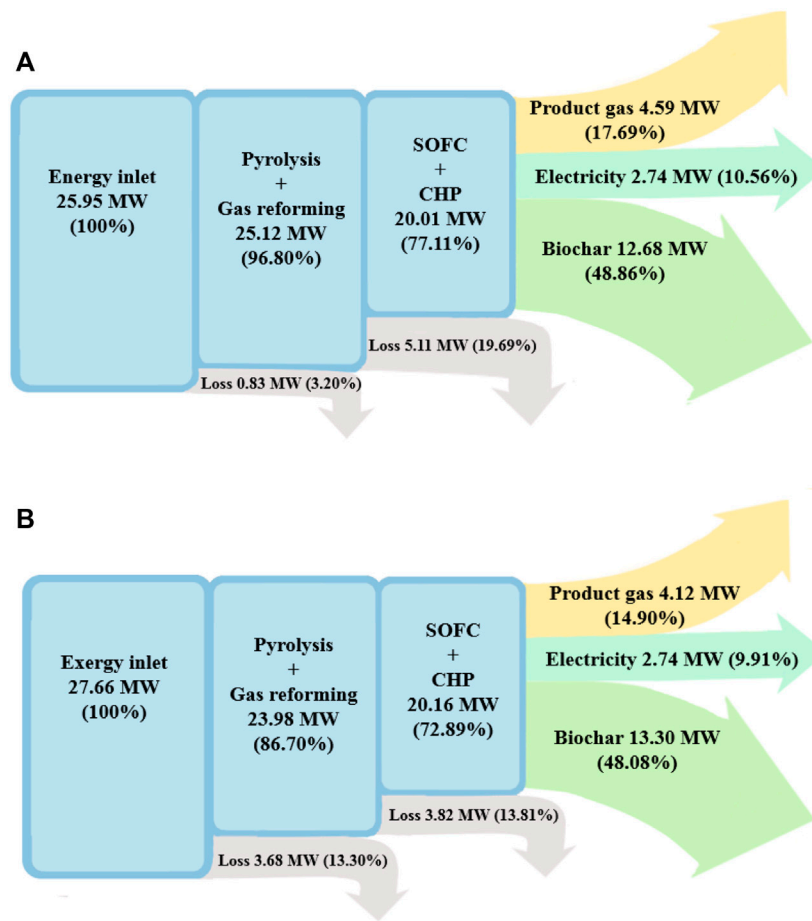 A
Energy inlet
25.95 MW
(100%)
Pyrolysis
+
Gas reforming
25.12 MW
(96.80%)
SOFC
+
CHP
20.01 MW
(77.11%)
Product gas 4.59 MW
(17.69%)
Electricity 2.74 MW (10.56%)
Biochar 12.68 MW
(48.86%)
Loss 5.11 MW (19.69%)
Loss 0.83 MW (3.20%)
B
Exergy inlet
27.66 MW
(100%)
Pyrolysis
+
Gas reforming
23.98 MW
(86.70%)
SOFC
+
CHP
20.16 MW
(72.89%)
Product gas 4.12 MW
(14.90%)
Electricity 2.74 MW (9.91%)
Biochar 13.30 MW
(48.08%)
Loss 3.82 MW (13.81%)
Loss 3.68 MW (13.30%)